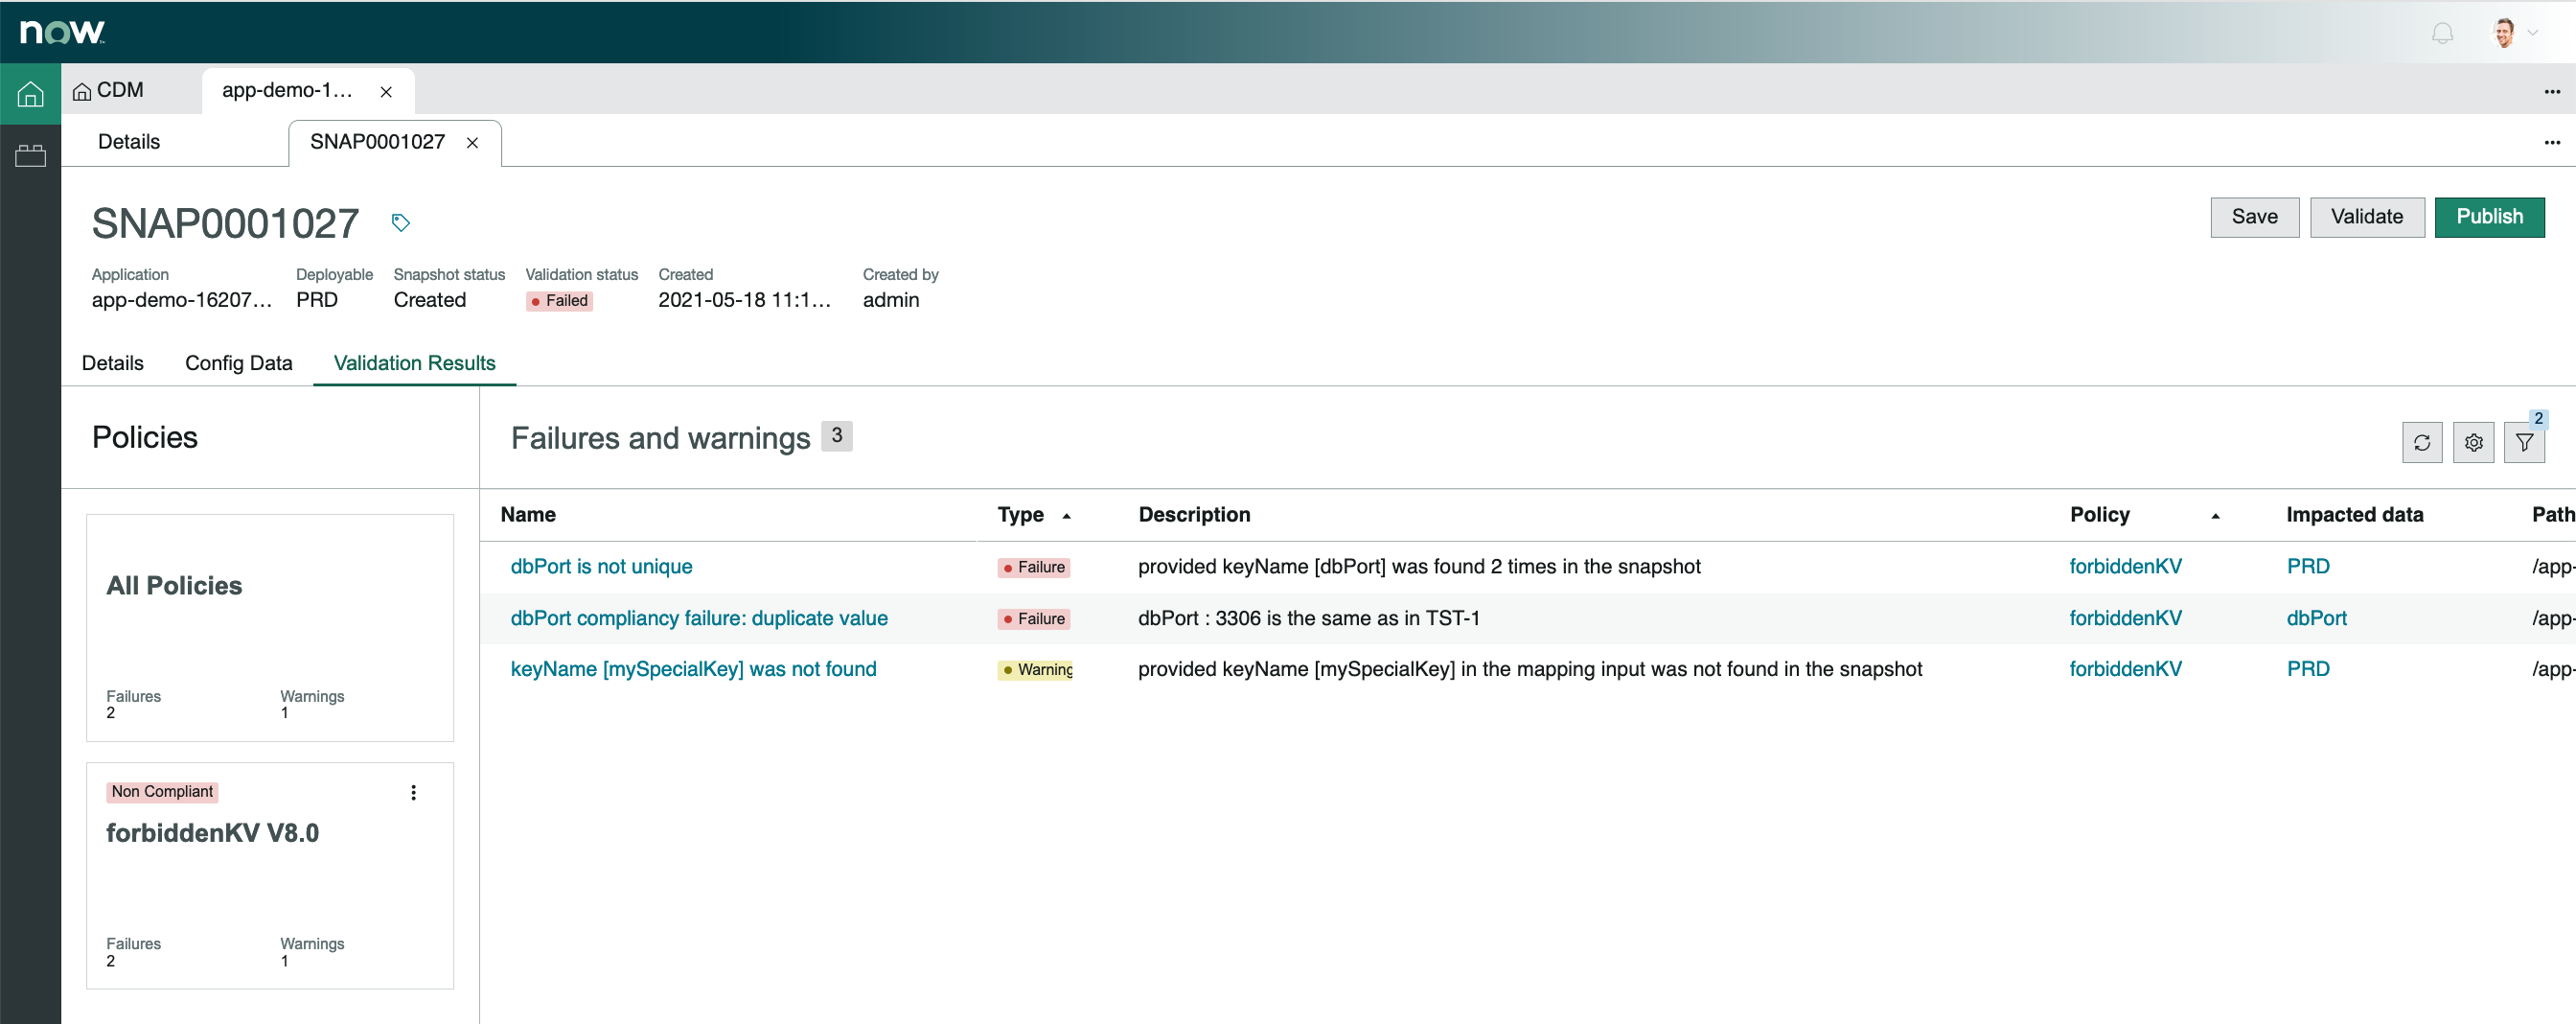 now
CDM
app-demo-1...
Details
SNAP0001027
SNAP0001027
Save
Validate
Publish
Application
Deployable
Snapshot status
Validation status
Created
Created by
app-demo-16207...
PRD
Created
Failed
2021-05-18 11:1...
admin
Details
Config Data
Validation Results
Policies
Failures and warnings 3
2
Name
Type
Description
Policy
Impacted data
Path
dbPort is not unique
Failure
provided keyName [dbPort] was found 2 times in the snapshot
forbiddenKV
PRD
/app-
dbPort compliancy failure: duplicate value
Failure
dbPort : 3306 is the same as in TST-1
forbiddenKV
dbPort
/app-
keyName [mySpecialKey] was not found
Warning
provided keyName [mySpecialKey] in the mapping input was not found in the snapshot
forbiddenKV
PRD
/app-
All Policies
Failures
Warnings
2
1
Non Compliant
forbiddenKV V8.0
Failures
Warnings
2
1